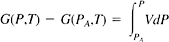 G(P,T) − G(P_A,T) = ∫_{P_A}^{P} VdP